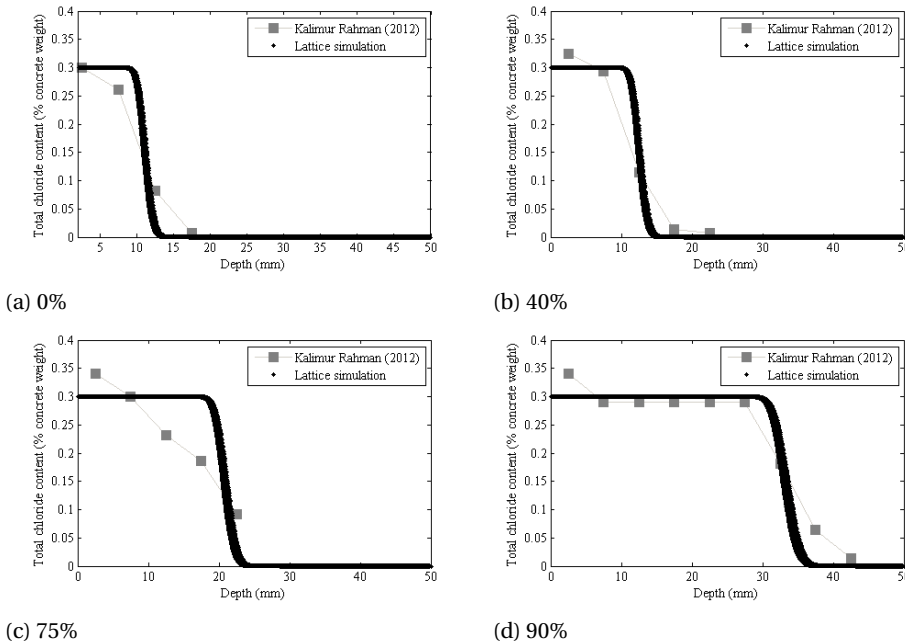 0.4
0.35
0.3
0.25
0.2
0.15
0.1
0.05
0
Total chloride content (% concrete weight)
Kalimur Rahman (2012)
Lattice simulation
5 10 15 20 25 30 35 40 45 50
Depth (mm)
(a) 0%
0.4
0.35
0.3
0.25
0.2
0.15
0.1
0.05
0
Total chloride content (% concrete weight)
Kalimur Rahman (2012)
Lattice simulation
0 10 20 30 40 50
Depth (mm)
(b) 40%
0.4
0.35
0.3
0.25
0.2
0.15
0.1
0.05
0
Total chloride content (% concrete weight)
Kalimur Rahman (2012)
Lattice simulation
0 10 20 30 40 50
Depth (mm)
(c) 75%
0.4
0.35
0.3
0.25
0.2
0.15
0.1
0.05
0
Total chloride content (% concrete weight)
Kalimur Rahman (2012)
Lattice simulation
0 10 20 30 40 50
Depth (mm)
(d) 90%